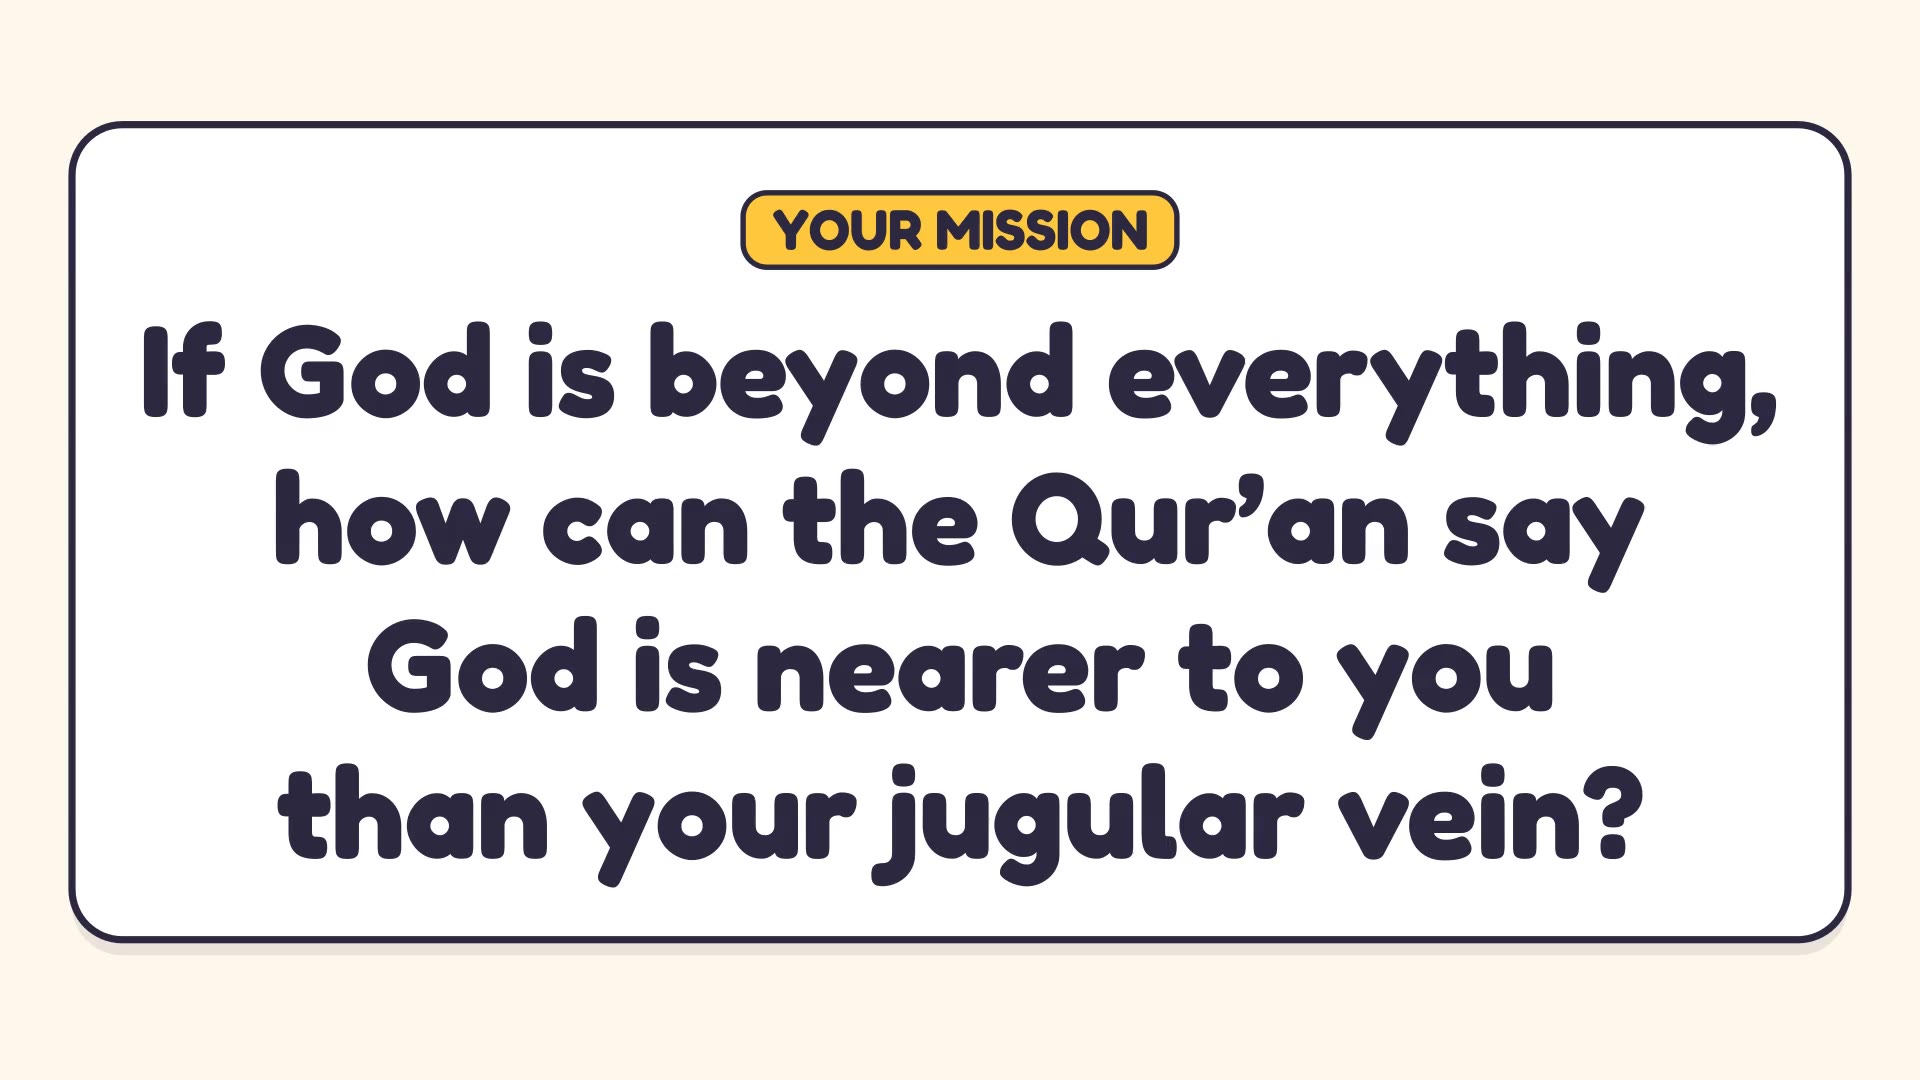 YOUR MISSION
If God is beyond everything,
how can the Qur’an say
God is nearer to you
than your jugular vein?